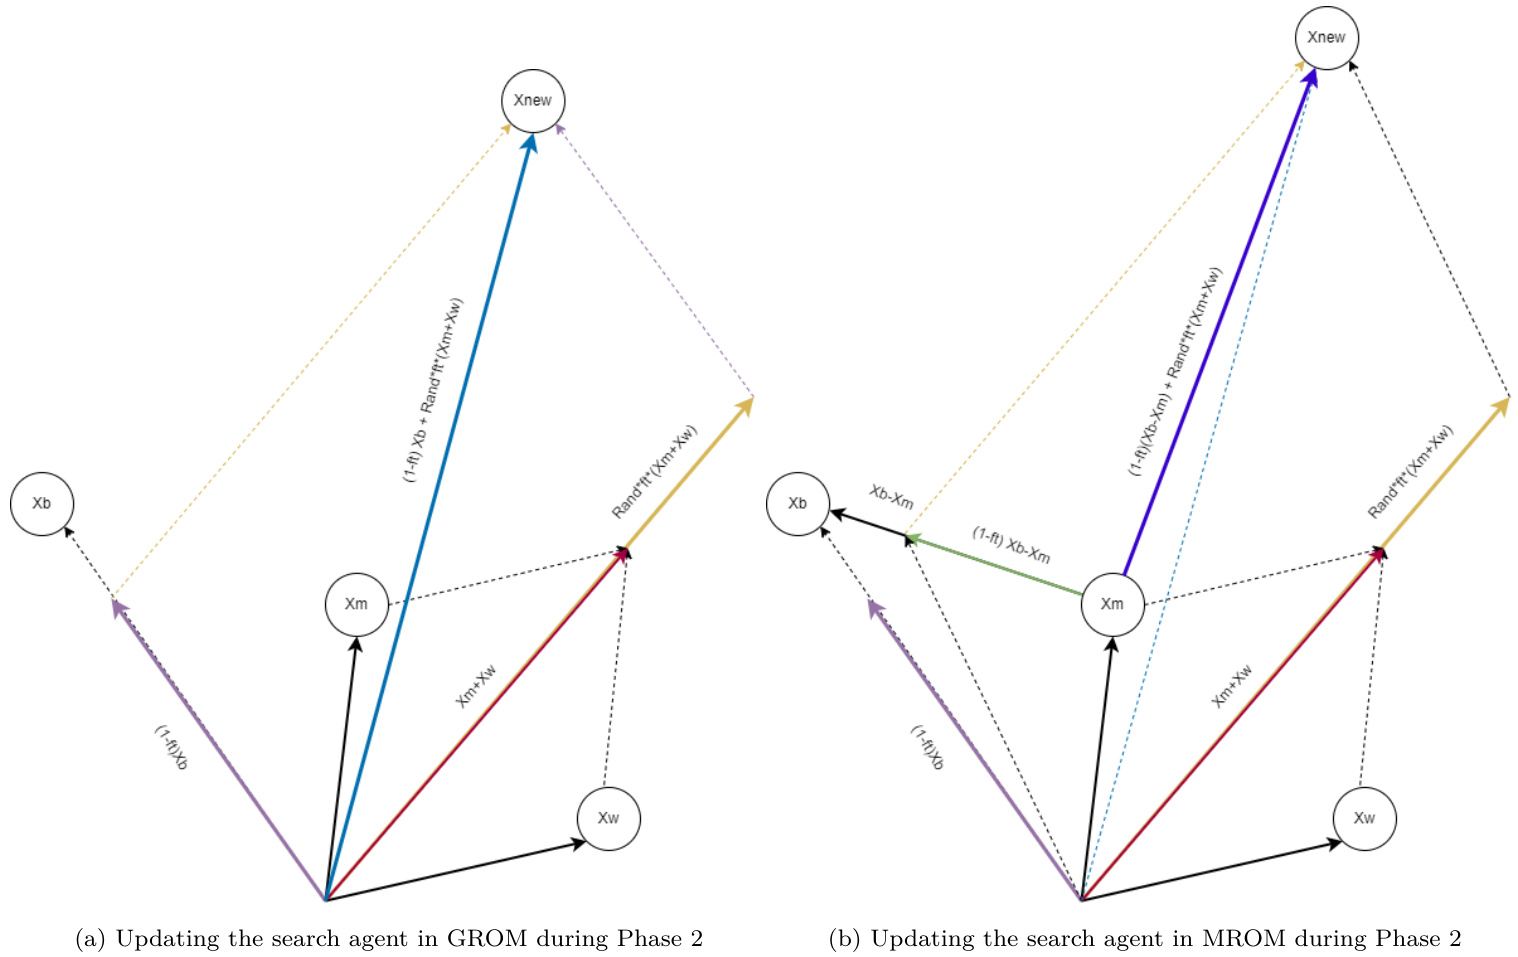 Xnew
(1-ft) Xb + Rand*ft*(Xm+Xw)
Rand*ft*(Xm+Xw)
Xb
Xm
Xm+Xw
(1-ft)Xb
Xw
(a) Updating the search agent in GROM during Phase 2
Xnew
(1-ft)(Xb-Xm) + Rand*ft*(Xm+Xw)
Rand*ft*(Xm+Xw)
Xb
Xb-Xm
(1-ft) Xb-Xm
Xm
Xm+Xw
(1-ft)Xb
Xw
(b) Updating the search agent in MROM during Phase 2